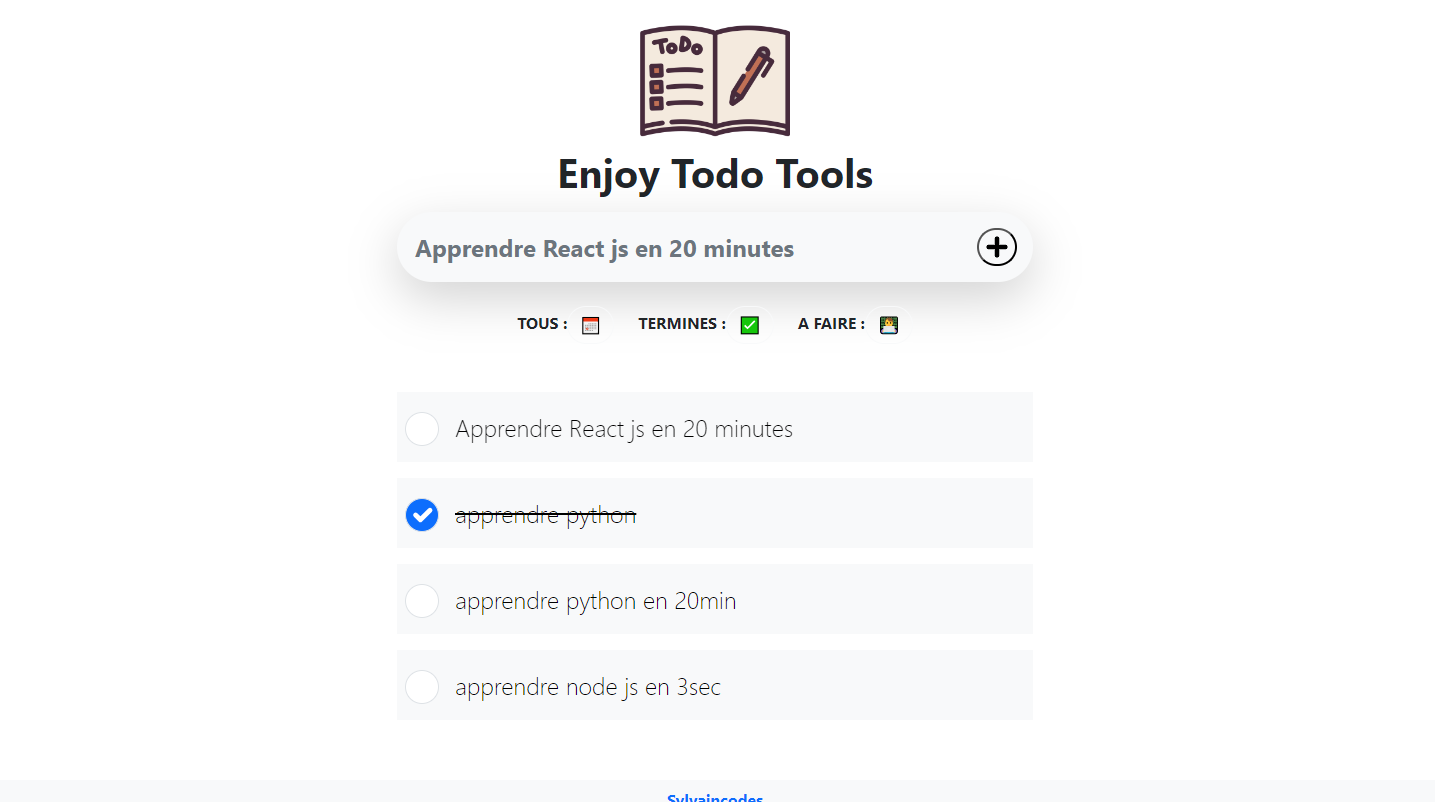 ToDo
Enjoy Todo Tools
Apprendre React js en 20 minutes
TOUS : TERMINES : A FAIRE :
Apprendre React js en 20 minutes
apprendre python
apprendre python en 20min
apprendre node js en 3sec
Sylvaincodes